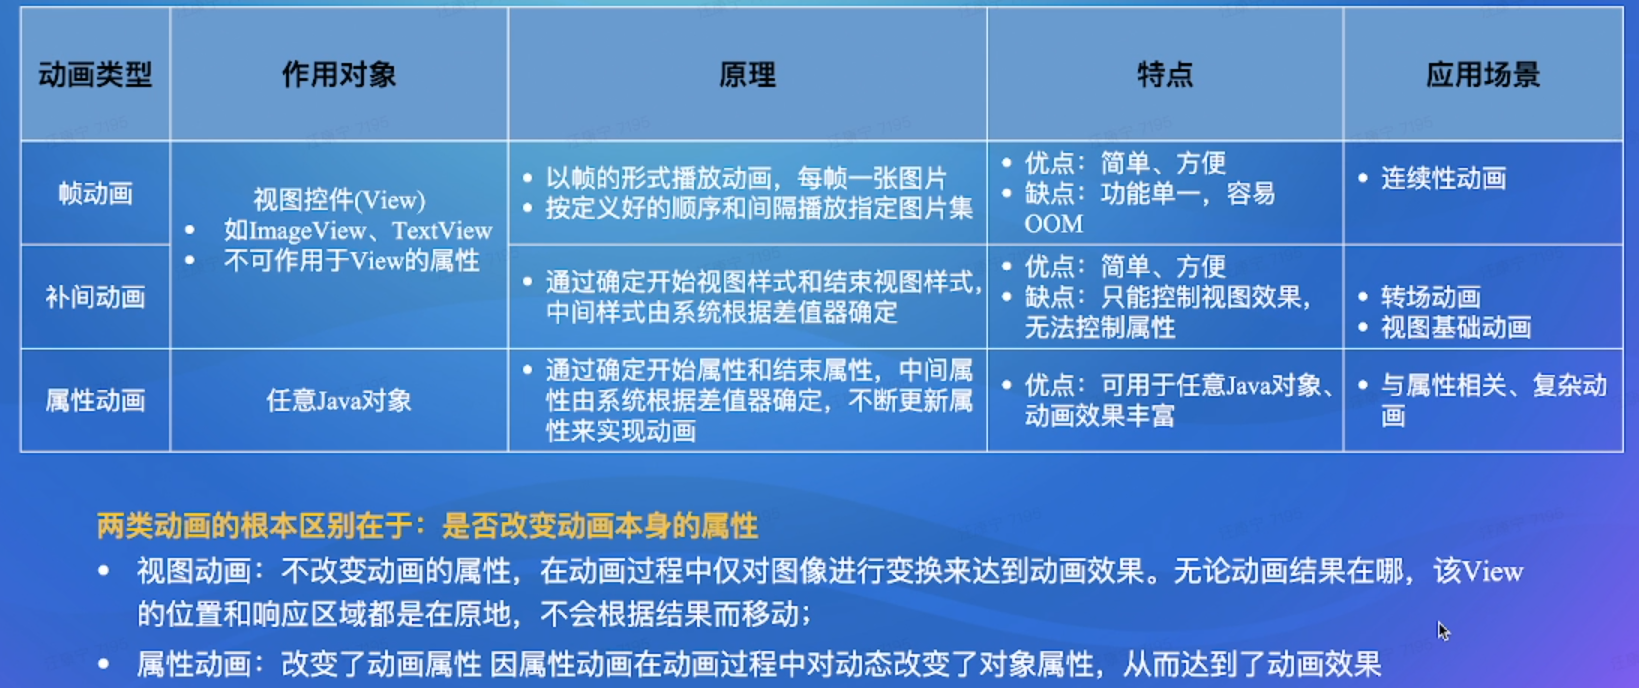 动画类型
作用对象
原理
特点
应用场景
帧动画
视图控件(View)
• 如ImageView、TextView
• 不可作用于View的属性
• 以帧的形式播放动画，每帧一张图片
• 按定义好的顺序和间隔播放指定图片集
• 优点：简单、方便
• 缺点：功能单一，容易
OOM
• 连续性动画
补间动画
• 通过确定开始视图样式和结束视图样式，
中间样式由系统根据差值器确定
• 优点：简单、方便
• 缺点：只能控制视图效果，
无法控制属性
• 转场动画
• 视图基础动画
属性动画
任意Java对象
• 通过确定开始属性和结束属性，中间属
性由系统根据差值器确定，不断更新属
性来实现动画
• 优点：可用于任意Java对象、
动画效果丰富
• 与属性相关、复杂动
画
两类动画的根本区别在于：是否改变动画本身的属性
• 视图动画：不改变动画的属性，在动画过程中仅对图像进行变换来达到动画效果。无论动画结果在哪，该View
的位置和响应区域都是在原地，不会根据结果而移动；
• 属性动画：改变了动画属性 因属性动画在动画过程中对动态改变了对象属性，从而达到了动画效果